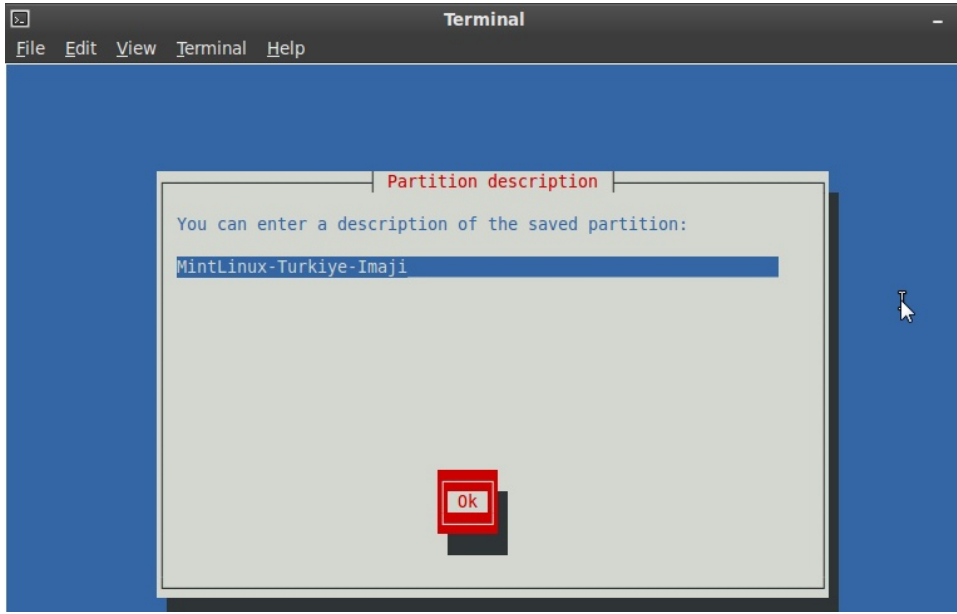 Terminal
File Edit View Terminal Help
Partition description
You can enter a description of the saved partition:
MintLinux-Turkiye-Imaji
Ok